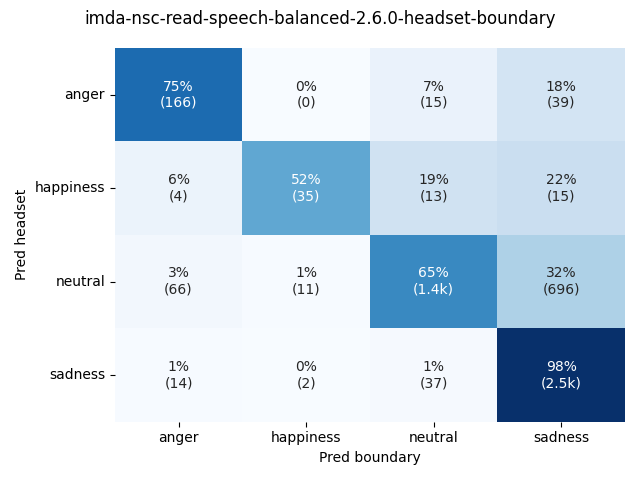 imda-nsc-read-speech-balanced-2.6.0-headset-boundary
Pred headset
anger
75%
(166)
0%
(0)
7%
(15)
18%
(39)
happiness
6%
(4)
52%
(35)
19%
(13)
22%
(15)
neutral
3%
(66)
1%
(11)
65%
(1.4k)
32%
(696)
sadness
1%
(14)
0%
(2)
1%
(37)
98%
(2.5k)
anger
happiness
neutral
sadness
Pred boundary